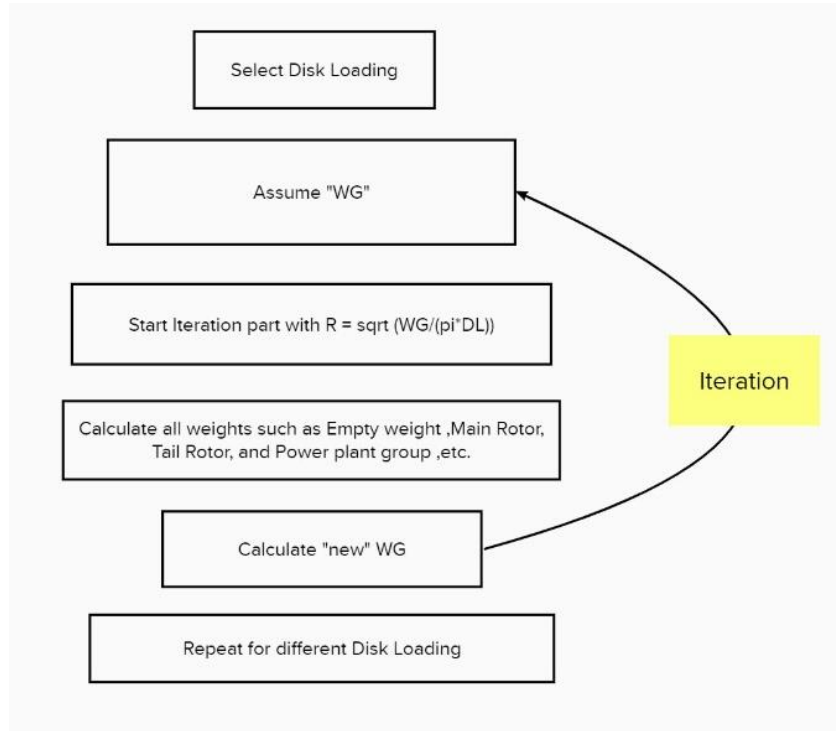 Select Disk Loading
Assume "WG"
Start Iteration part with R = sqrt (WG/(pi*DL))
Iteration
Calculate all weights such as Empty weight ,Main Rotor,
Tail Rotor, and Power plant group ,etc.
Calculate "new" WG
Repeat for different Disk Loading